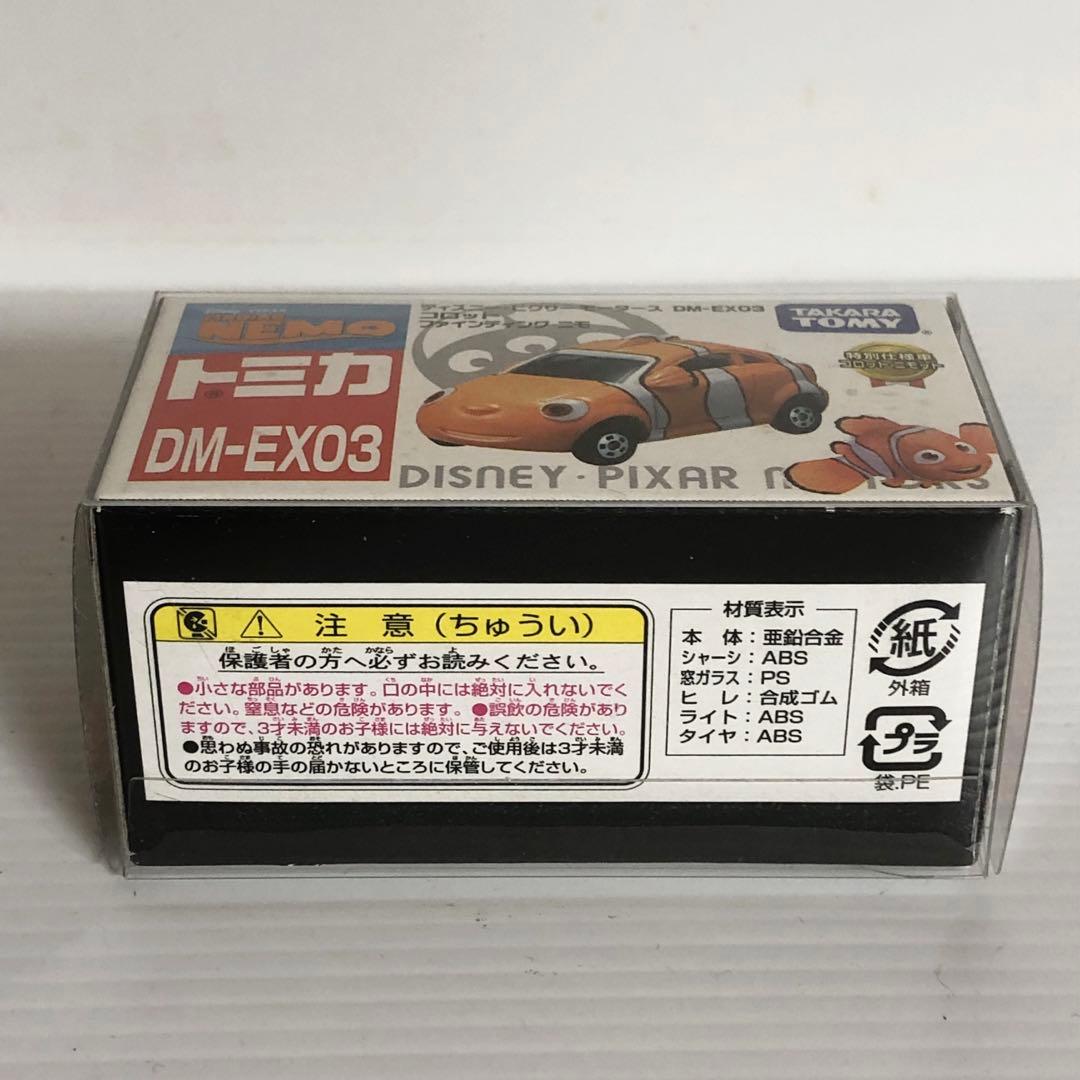 NEMO
トミカ
DM-EX03
ディズニー・ピクサーモータース DM-EX03
コロット
ファインディング・ニモ
TAKARA
TOMY
特別仕様車
コロット・ニモット
DISNEY・PIXAR
注 意（ちゅうい）
保護者の方へ必ずお読みください。
●小さな部品があります。口の中には絶対に入れないでく
ださい。窒息などの危険があります。●誤飲の危険があり
ますので、3才未満のお子様には絶対に与えないでください。
●思わぬ事故の恐れがありますので、ご使用後は3才未満
のお子様の手の届かないところに保管してください。
材質表示
本 体：亜鉛合金
シャーシ：ABS
窓ガラス：PS
ヒ レ：合成ゴム
ライト：ABS
タイヤ：ABS
紙
外箱
プラ
袋.PE